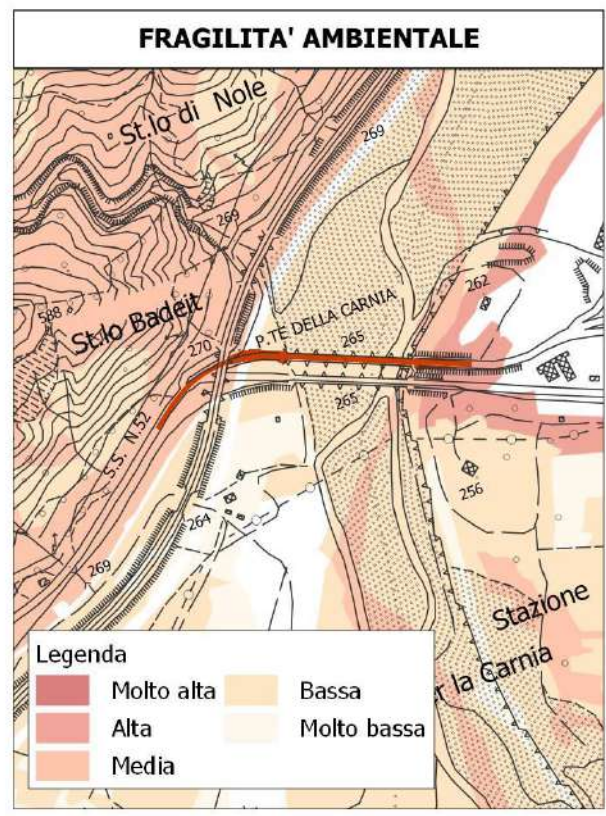 FRAGILITA' AMBIENTALE
St.lo di Nole
269
269
262
588
St.lo Badeit
270
P.TE DELLA CARNIA
265
265
S.S. N.52
256
264
269
Stazione
r la Carnia
Legenda
Molto alta
Bassa
Alta
Molto bassa
Media